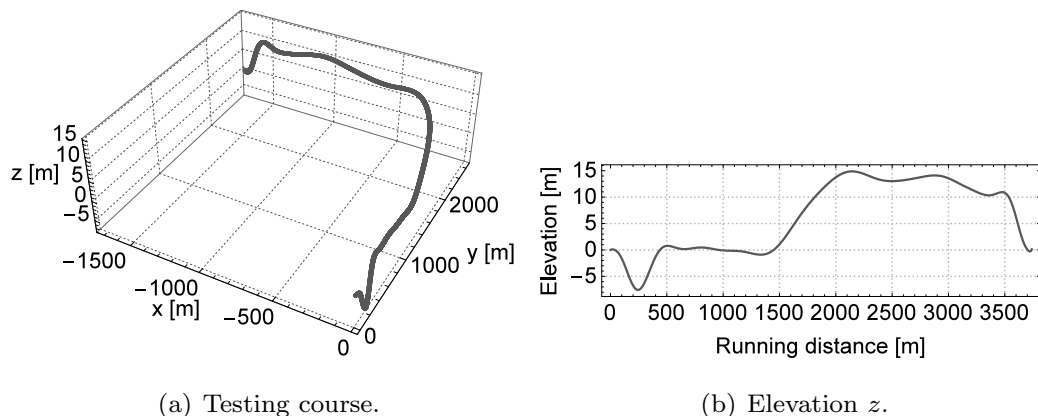 15
10
z [m] 5
0
−5
−1500
−1000
x [m]
−500
0
0
1000
y [m]
2000
Elevation [m]
15
10
5
0
−5
0 500 1000 1500 2000 2500 3000 3500
Running distance [m]
(a) Testing course.
(b) Elevation z.